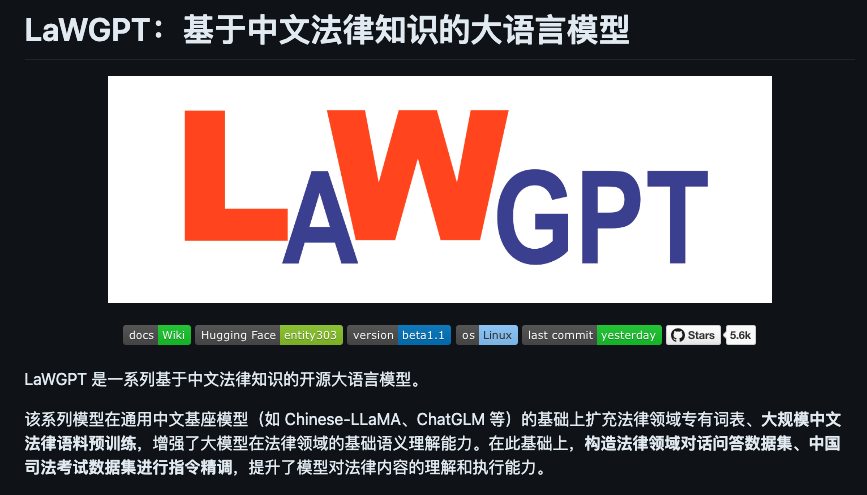 LaWGPT：基于中文法律知识的大语言模型
LAWGPT
docs Wiki Hugging Face entity303 version beta1.1 os Linux last commit yesterday Stars 5.6k
LaWGPT 是一系列基于中文法律知识的开源大语言模型。
该系列模型在通用中文基座模型（如 Chinese-LLaMA、ChatGLM 等）的基础上扩充法律领域专有词表、大规模中文
法律语料预训练，增强了大模型在法律领域的基础语义理解能力。在此基础上，构造法律领域对话问答数据集、中国
司法考试数据集进行指令精调，提升了模型对法律内容的理解和执行能力。